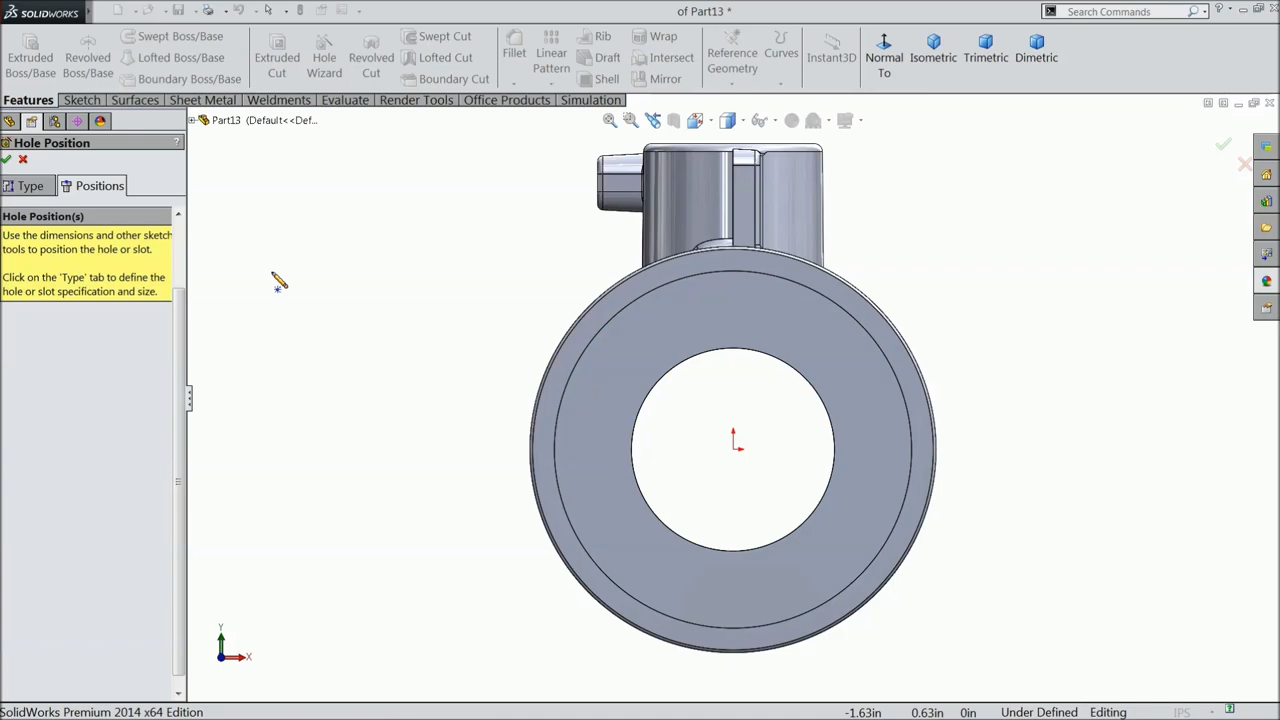 SOLIDWORKS
of Part13 *
Search Commands
Extruded Boss/Base
Revolved Boss/Base
Swept Boss/Base
Lofted Boss/Base
Boundary Boss/Base
Extruded Cut
Hole Wizard
Revolved Cut
Swept Cut
Lofted Cut
Boundary Cut
Fillet
Linear Pattern
Rib
Draft
Shell
Wrap
Intersect
Mirror
Reference Geometry
Curves
Instant3D
Normal To
Isometric
Trimetric
Dimetric
Features
Sketch
Surfaces
Sheet Metal
Weldments
Evaluate
Render Tools
Office Products
Simulation
Part13 (Default<<Def...
Hole Position
?
Type
Positions
Hole Position(s)
Use the dimensions and other sketch
tools to position the hole or slot.
Click on the 'Type' tab to define the
hole or slot specification and size.
Y
X
SolidWorks Premium 2014 x64 Edition
-1.63in
0.63in
0in
Under Defined
Editing
IPS